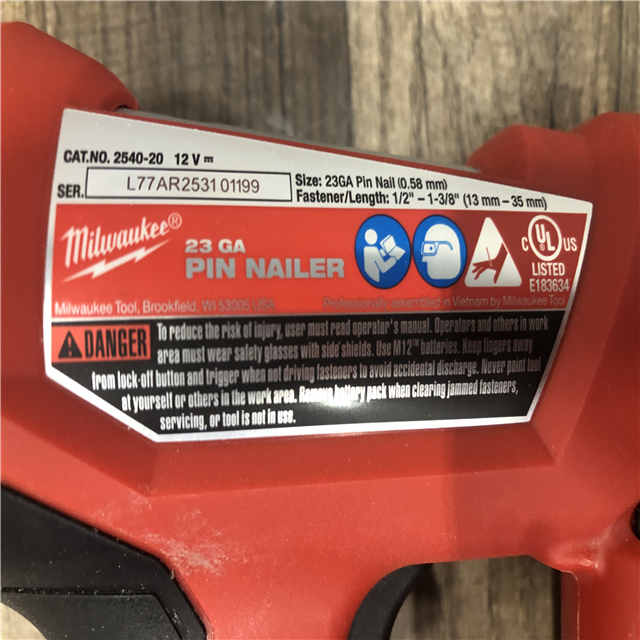 CAT.NO. 2540-20 12 V ⎓
SER. L77AR2531 01199
Size: 23GA Pin Nail (0.58 mm)
Fastener/Length: 1/2" – 1-3/8" (13 mm – 35 mm)
Milwaukee®
23 GA
PIN NAILER
C UL US
LISTED
E183634
Milwaukee Tool, Brookfield, WI 53005 USA
Professionally assembled in Vietnam by Milwaukee Tool
DANGER To reduce the risk of injury, user must read operator's manual. Operators and others in work
area must wear safety glasses with side shields. Use M12™ batteries. Keep fingers away
from lock-off button and trigger when not driving fasteners to avoid accidental discharge. Never point tool
at yourself or others in the work area. Remove battery pack when clearing jammed fasteners,
servicing, or tool is not in use.